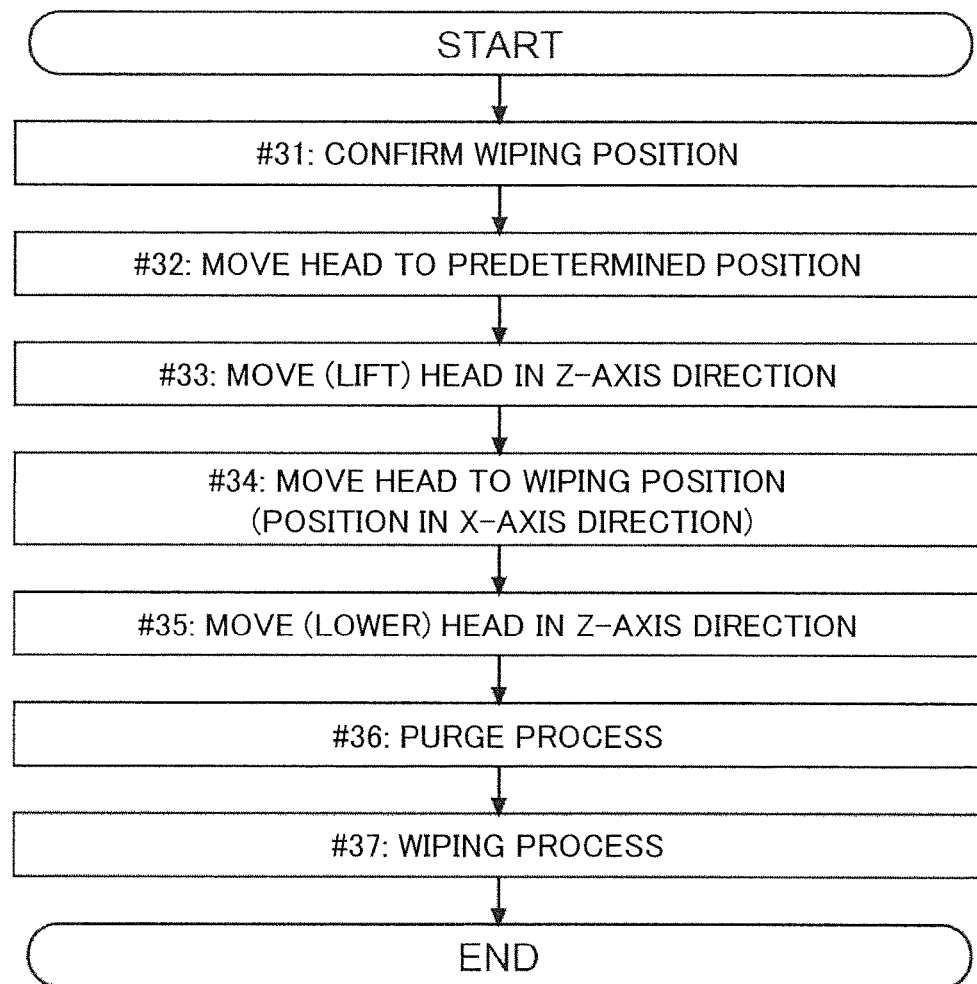 START
#31: CONFIRM WIPING POSITION
#32: MOVE HEAD TO PREDETERMINED POSITION
#33: MOVE (LIFT) HEAD IN Z-AXIS DIRECTION
#34: MOVE HEAD TO WIPING POSITION
(POSITION IN X-AXIS DIRECTION)
#35: MOVE (LOWER) HEAD IN Z-AXIS DIRECTION
#36: PURGE PROCESS
#37: WIPING PROCESS
END